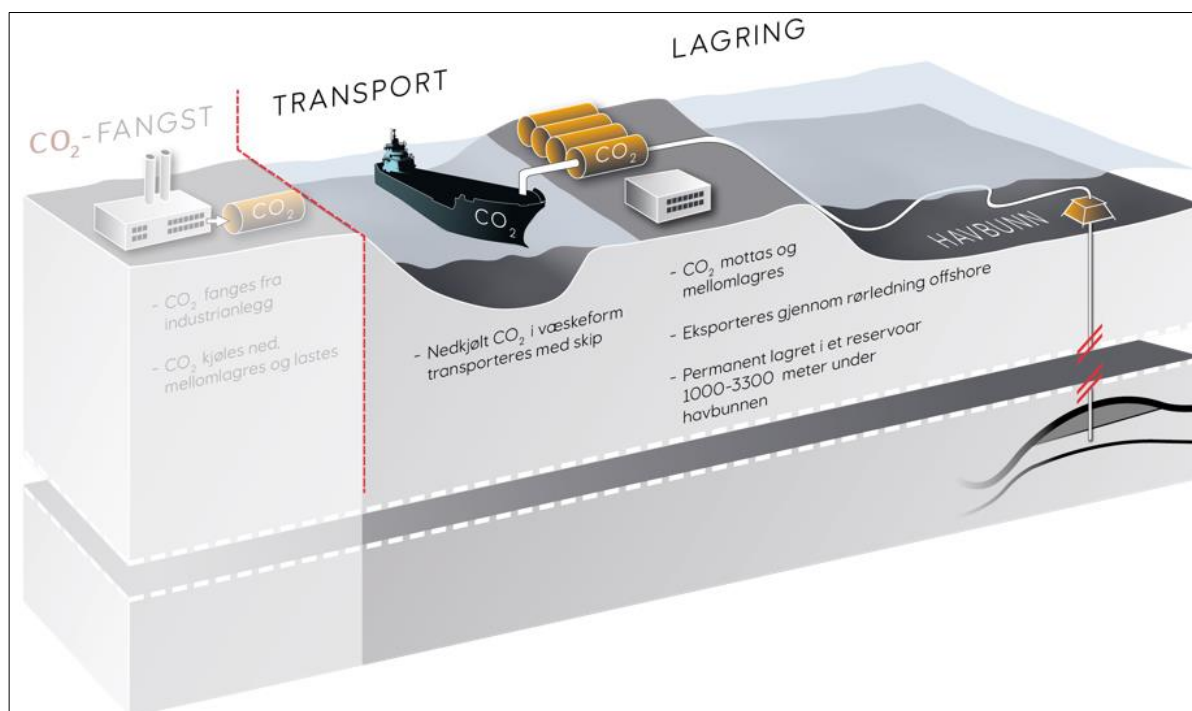 CO₂-FANGST
TRANSPORT
LAGRING
CO₂
CO₂
CO₂
HAVBUNN
- CO₂ fanges fra
industrianlegg
- CO₂ kjøles ned,
mellomlagres og lastes
- Nedkjølt CO₂ i væskeform
transporteres med skip
- CO₂ mottas og
mellomlagres
- Eksporteres gjennom rørledning offshore
- Permanent lagret i et reservoar
1000-3300 meter under
havbunnen